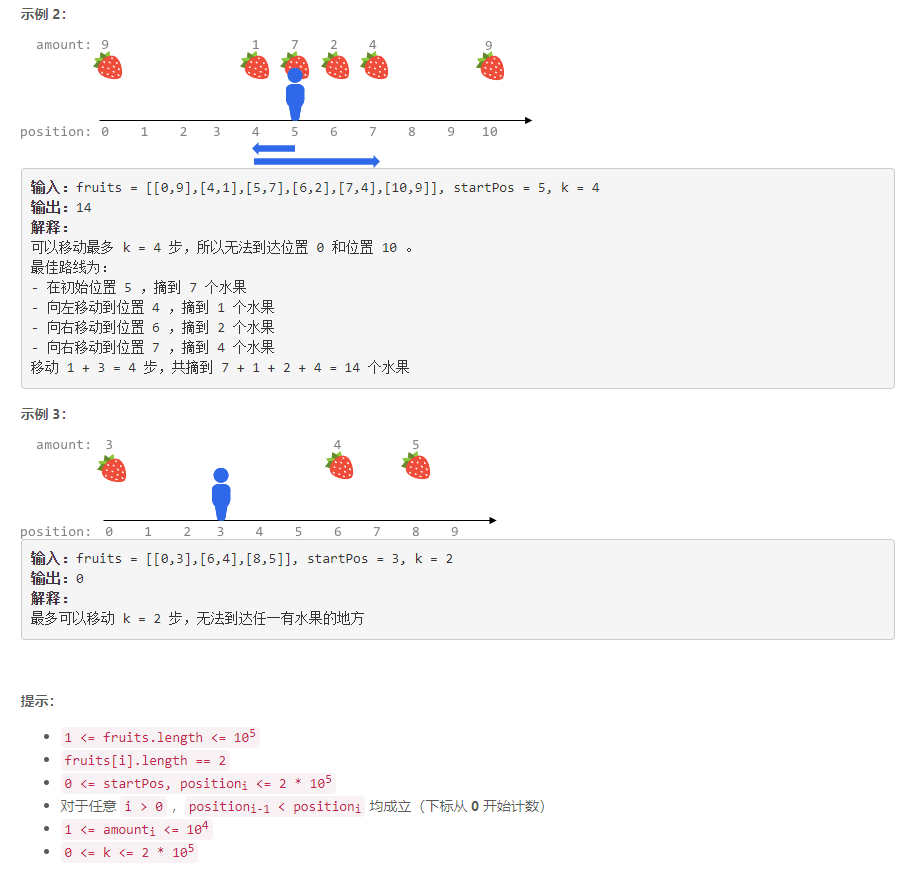 示例 2：
amount: 9 1 7 2 4 9
position: 0 1 2 3 4 5 6 7 8 9 10
输入：fruits = [[0,9],[4,1],[5,7],[6,2],[7,4],[10,9]], startPos = 5, k = 4
输出：14
解释：
可以移动最多 k = 4 步，所以无法到达位置 0 和位置 10 。
最佳路线为：
- 在初始位置 5 ，摘到 7 个水果
- 向左移动到位置 4 ，摘到 1 个水果
- 向右移动到位置 6 ，摘到 2 个水果
- 向右移动到位置 7 ，摘到 4 个水果
移动 1 + 3 = 4 步，共摘到 7 + 1 + 2 + 4 = 14 个水果
示例 3：
amount: 3 4 5
position: 0 1 2 3 4 5 6 7 8 9
输入：fruits = [[0,3],[6,4],[8,5]], startPos = 3, k = 2
输出：0
解释：
最多可以移动 k = 2 步，无法到达任一有水果的地方
提示：
• 1 <= fruits.length <= 10⁵
• fruits[i].length == 2
• 0 <= startPos, positionᵢ <= 2 * 10⁵
• 对于任意 i > 0 ，positionᵢ₋₁ < positionᵢ 均成立（下标从 0 开始计数）
• 1 <= amountᵢ <= 10⁴
• 0 <= k <= 2 * 10⁵